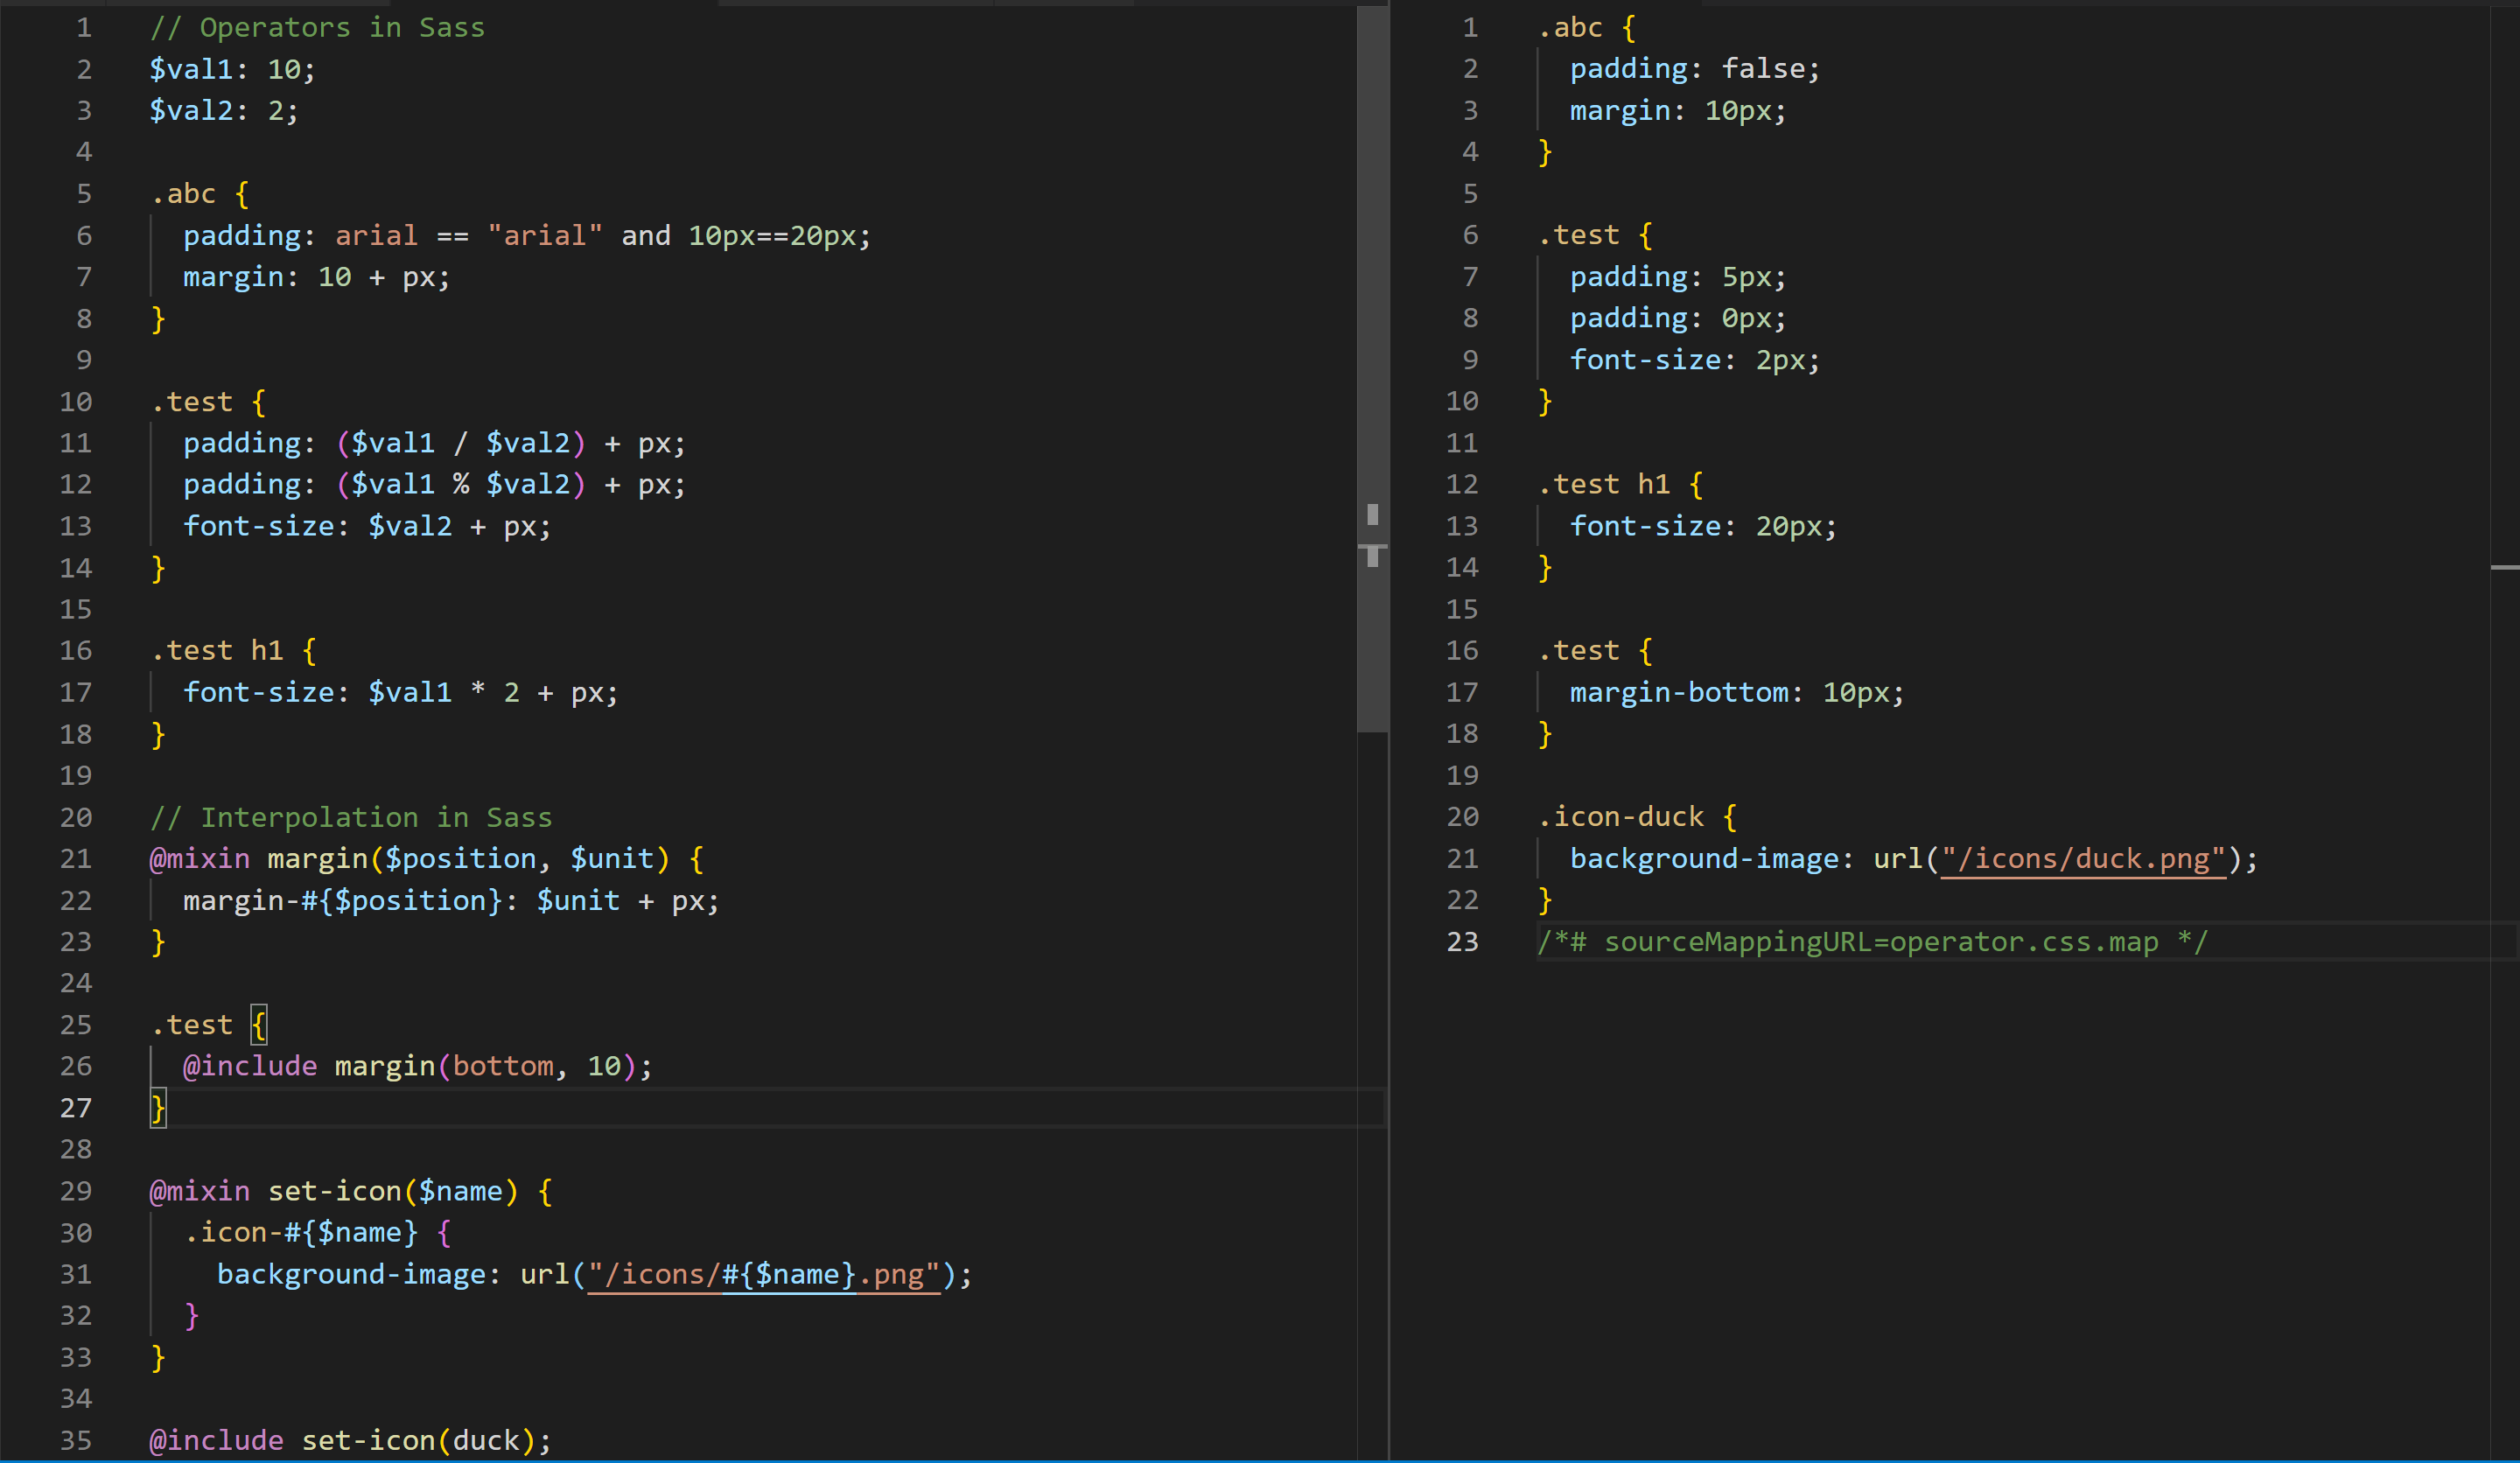 1 // Operators in Sass
2 $val1: 10;
3 $val2: 2;
4
5 .abc {
6 padding: arial == "arial" and 10px==20px;
7 margin: 10 + px;
8 }
9
10 .test {
11 padding: ($val1 / $val2) + px;
12 padding: ($val1 % $val2) + px;
13 font-size: $val2 + px;
14 }
15
16 .test h1 {
17 font-size: $val1 * 2 + px;
18 }
19
20 // Interpolation in Sass
21 @mixin margin($position, $unit) {
22 margin-#{$position}: $unit + px;
23 }
24
25 .test {
26 @include margin(bottom, 10);
27 }
28
29 @mixin set-icon($name) {
30 .icon-#{$name} {
31 background-image: url("/icons/#{$name}.png");
32 }
33 }
34
35 @include set-icon(duck);
1 .abc {
2 padding: false;
3 margin: 10px;
4 }
5
6 .test {
7 padding: 5px;
8 padding: 0px;
9 font-size: 2px;
10 }
11
12 .test h1 {
13 font-size: 20px;
14 }
15
16 .test {
17 margin-bottom: 10px;
18 }
19
20 .icon-duck {
21 background-image: url("/icons/duck.png");
22 }
23 /*# sourceMappingURL=operator.css.map */